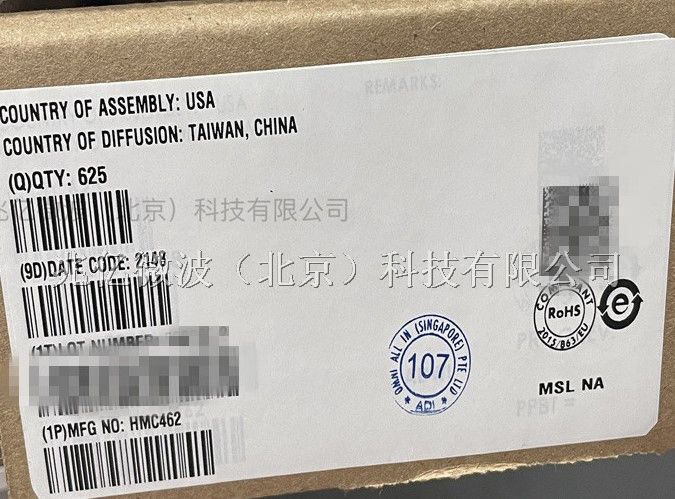 REMARKS:
COUNTRY OF ASSEMBLY: USA
COUNTRY OF DIFFUSION: TAIWAN, CHINA
(Q)QTY: 625
北京）科技有限公司
(9D)DATE CODE: 2148
兆亿微波（北京）科技有限公司
(1T)LOT NUMBER
COMPLIANT
RoHS
2015/863/EU
e
OMNI ALL IN (SINGAPORE) PTE LTD
107
* ADI *
MSL NA
(1P)MFG NO: HMC462